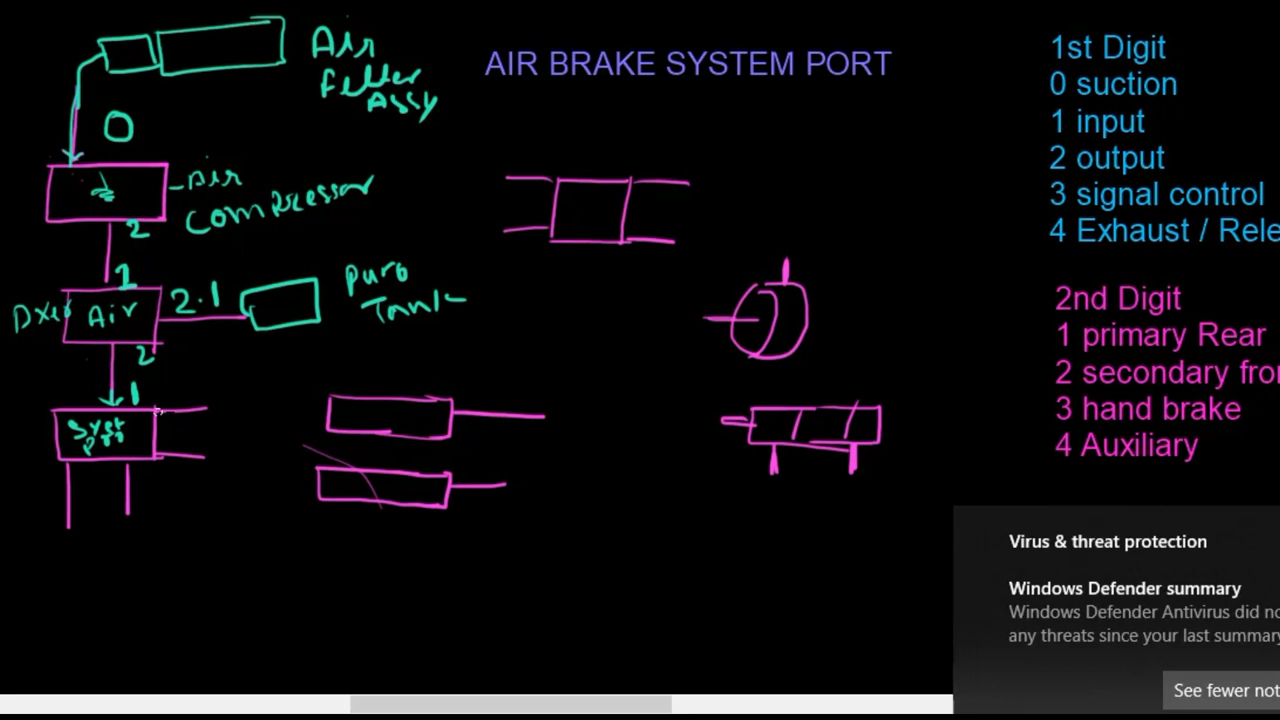 Air
Filter
Assy
AIR BRAKE SYSTEM PORT
1st Digit
0 suction
1 input
2 output
3 signal control
4 Exhaust / Rele
0
Air
Compressor
2
1
2.1
Puro
Tank
Air
2
1
Syst
2nd Digit
1 primary Rear
2 secondary fron
3 hand brake
4 Auxiliary
Virus & threat protection
Windows Defender summary
Windows Defender Antivirus did no
any threats since your last summary
See fewer not